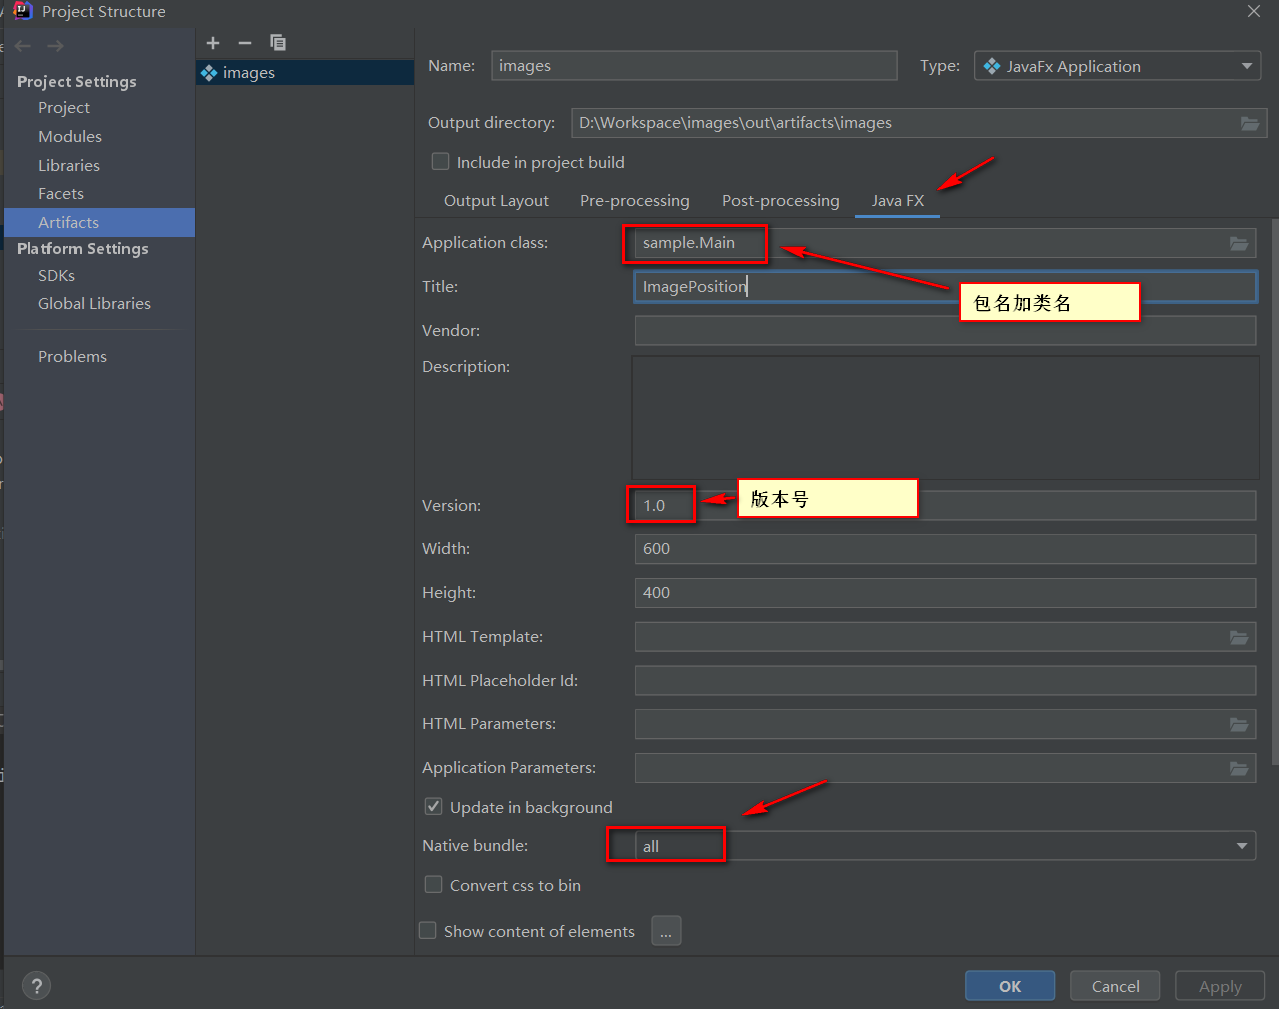 Project Structure
Project Settings
Project
Modules
Libraries
Facets
Artifacts
Platform Settings
SDKs
Global Libraries
Problems
images
Name: images Type: JavaFx Application
Output directory: D:\Workspace\images\out\artifacts\images
Include in project build
Output Layout Pre-processing Post-processing Java FX
Application class: sample.Main
Title: ImagePosition
包名加类名
Vendor:
Description:
Version: 1.0
版本号
Width: 600
Height: 400
HTML Template:
HTML Placeholder Id:
HTML Parameters:
Application Parameters:
Update in background
Native bundle: all
Convert css to bin
Show content of elements ...
? OK Cancel Apply